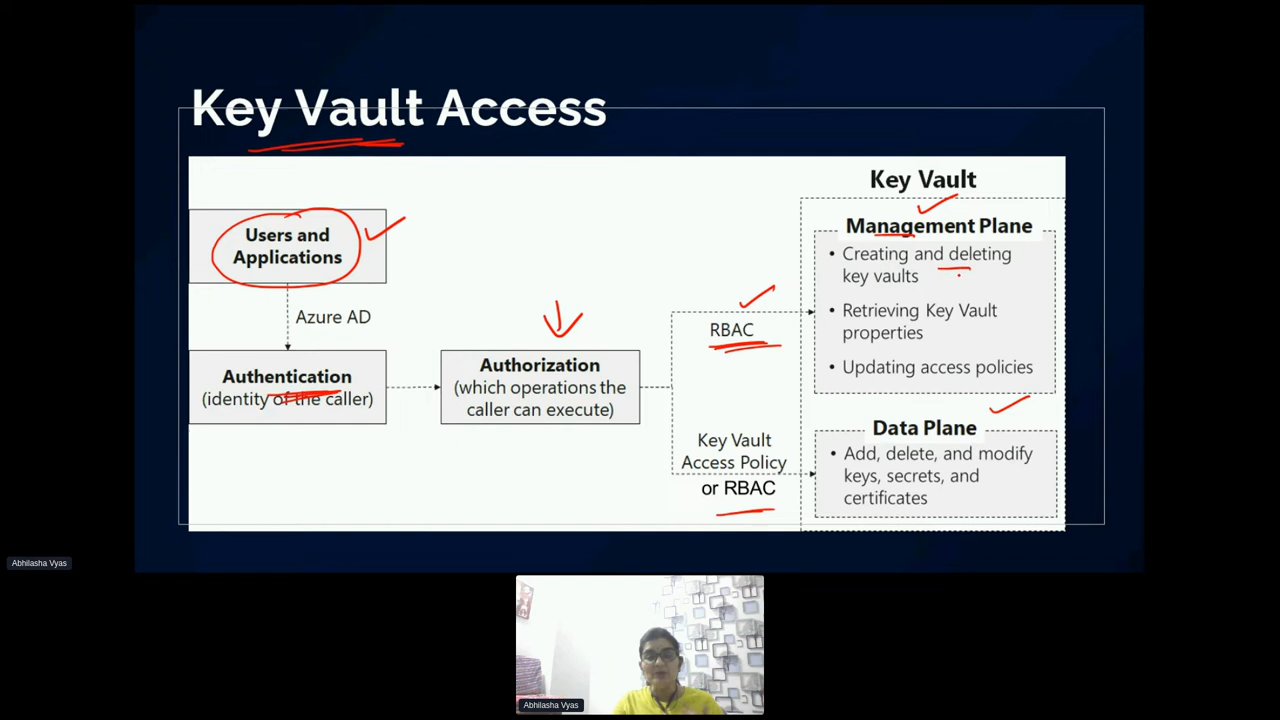 Key Vault Access
Key Vault
Users and
Applications
Azure AD
Authentication
(identity of the caller)
Authorization
(which operations the
caller can execute)
RBAC
Key Vault
Access Policy
or RBAC
Management Plane
• Creating and deleting
key vaults
• Retrieving Key Vault
properties
• Updating access policies
Data Plane
• Add, delete, and modify
keys, secrets, and
certificates
Abhilasha Vyas
Abhilasha Vyas